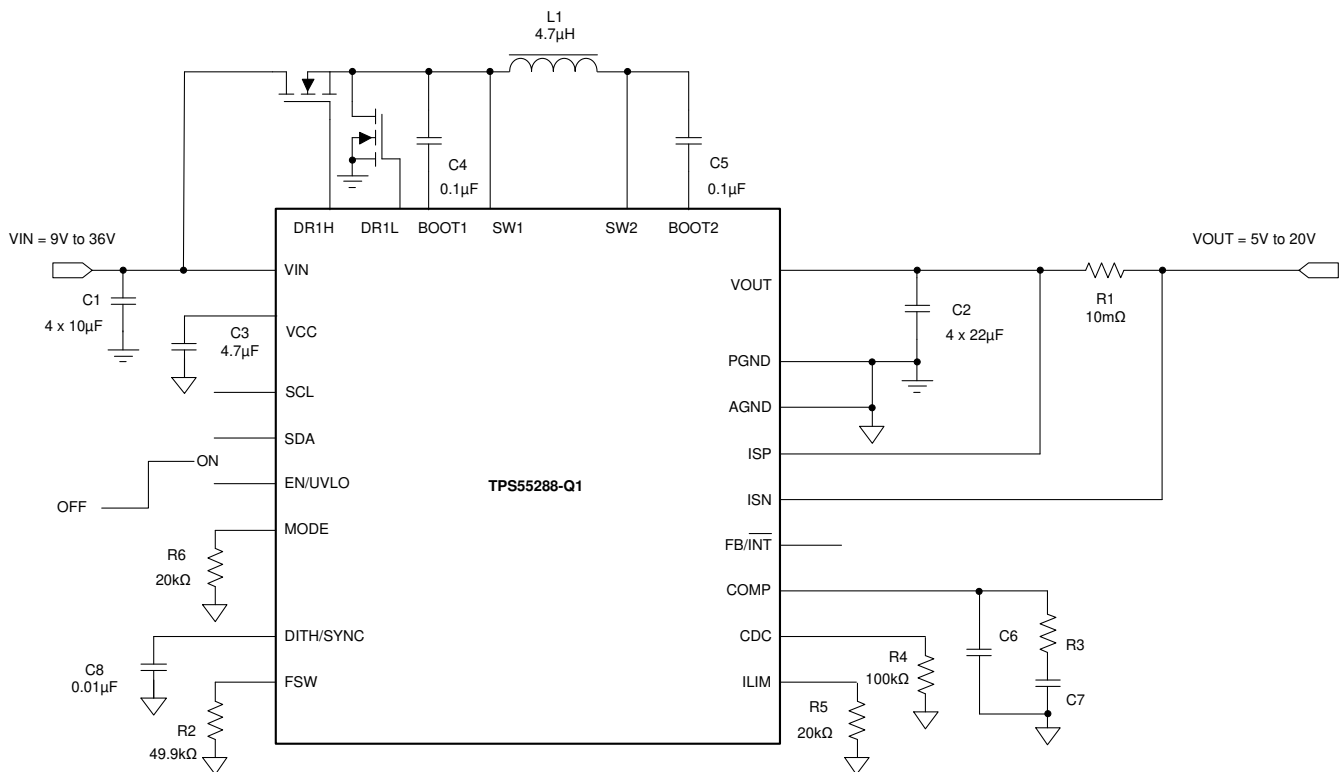 L1
4.7μH
C4
0.1μF
C5
0.1μF
DR1H
DR1L
BOOT1
SW1
SW2
BOOT2
VIN = 9V to 36V
VOUT = 5V to 20V
VIN
VOUT
C1
4 x 10μF
C3
4.7μF
VCC
R1
10mΩ
C2
4 x 22μF
PGND
SCL
AGND
SDA
ISP
ON
OFF
EN/UVLO
TPS55288-Q1
ISN
MODE
FB/INT
R6
20kΩ
COMP
DITH/SYNC
CDC
C6
R3
C8
0.01μF
FSW
R4
100kΩ
ILIM
C7
R2
49.9kΩ
R5
20kΩ